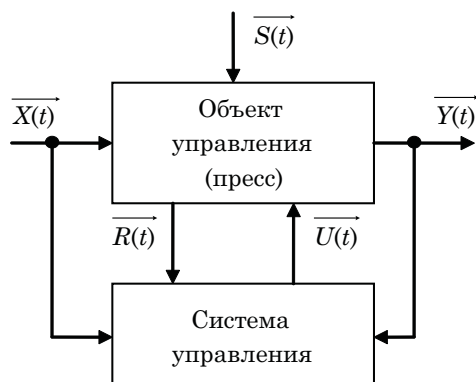 S(t)
X(t)
Объект
управления
(пресс)
Y(t)
R(t)
U(t)
Система
управления